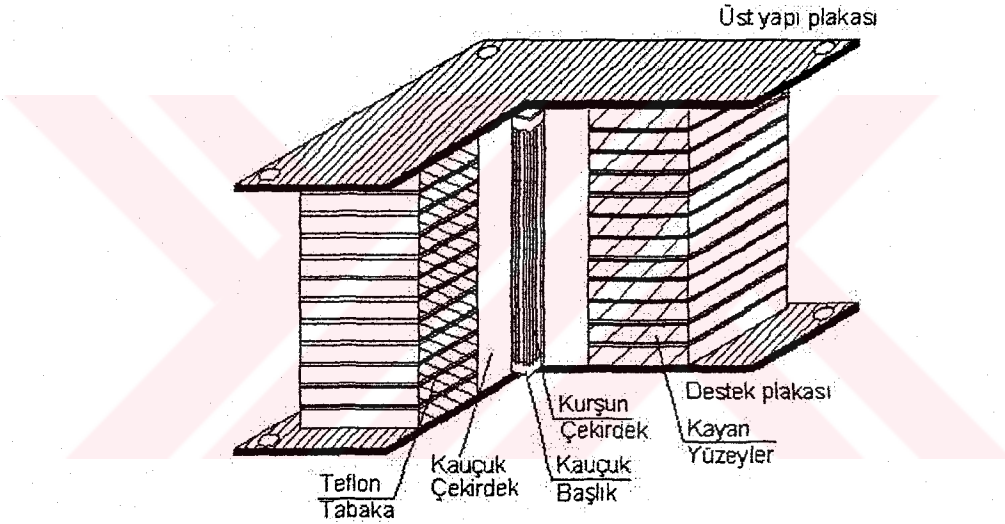 Üst yapı plakası
Destek plakası
Kurşun
Çekirdek
Kayan
Yüzeyler
Kauçuk
Çekirdek
Kauçuk
Başlık
Teflon
Tabaka